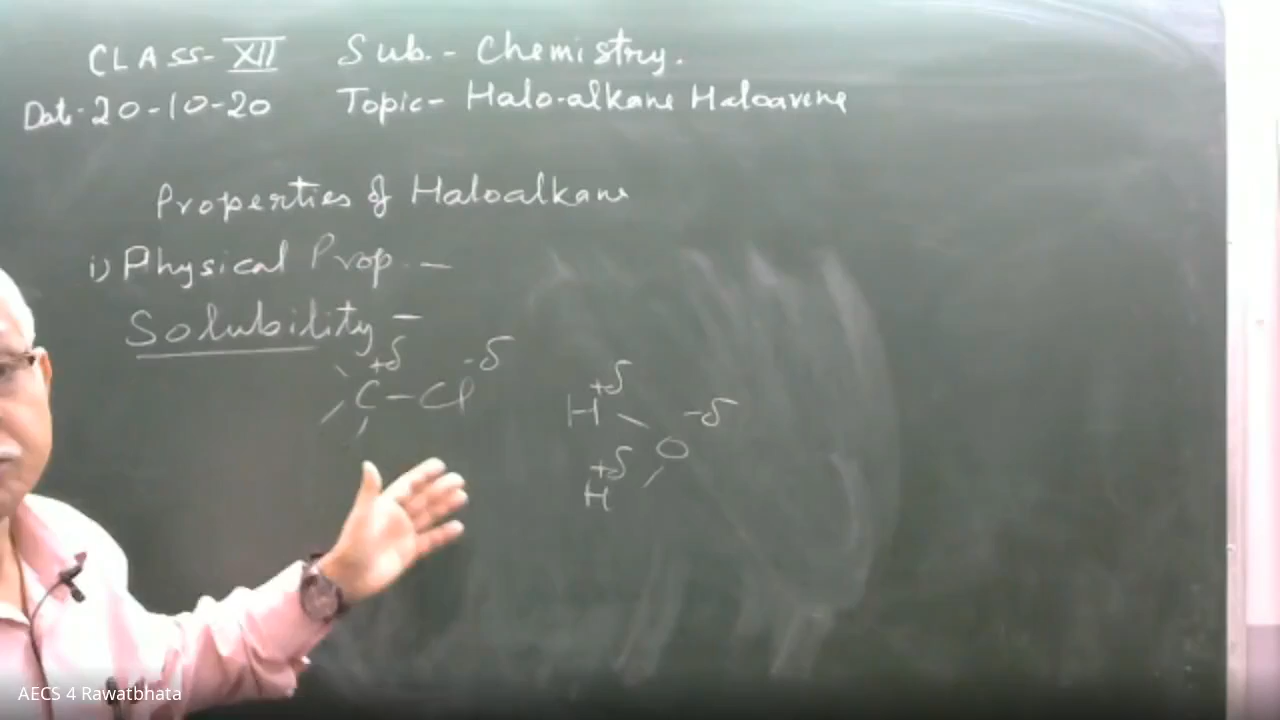 CLASS-XII Sub.- Chemistry.
Date-20-10-20 Topic- Halo-alkane Haloarene
Properties of Haloalkane
i) Physical Prop. -
Solubility -
+δ -δ
C-Cl
+δ
H -δ
O
+δ
H
AECS 4 Rawatbhata